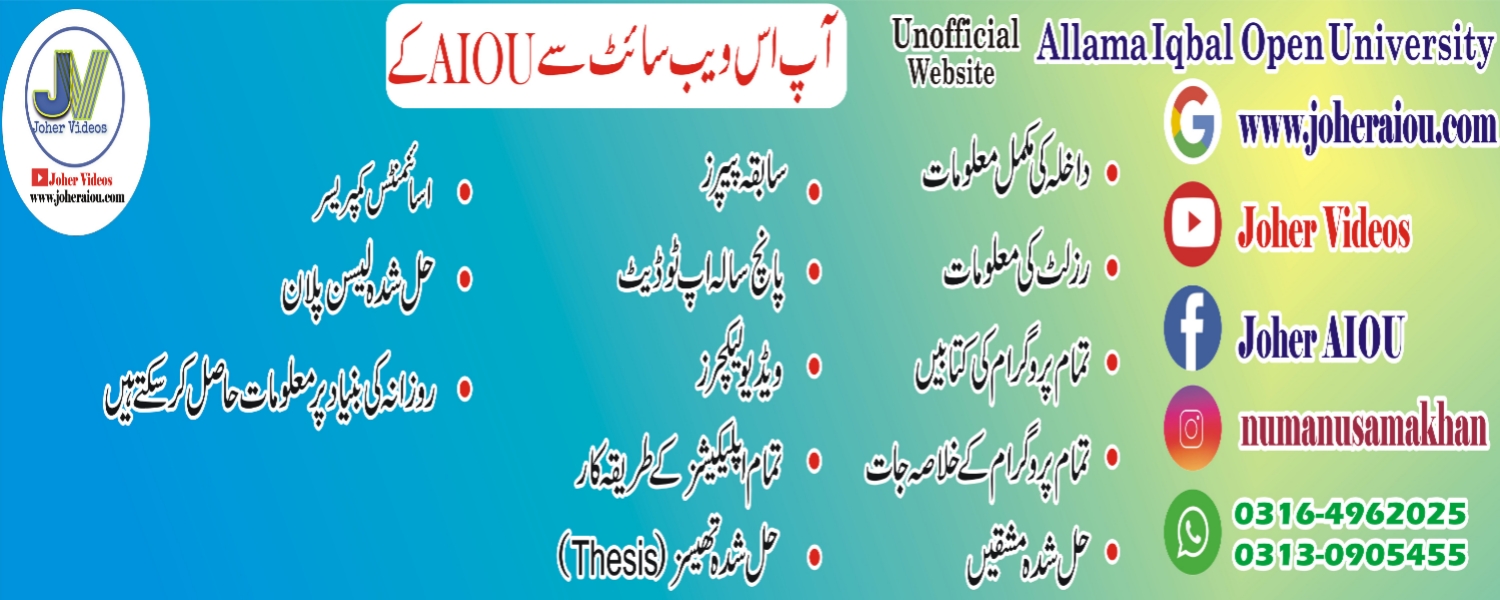 JV
Joher Videos
Joher Videos
www.joheraiou.com
آپ اس ویب سائٹ سے AIOU کے
Unofficial
Website
Allama Iqbal Open University
www.joheraiou.com
Joher Videos
Joher AIOU
numanusamakhan
0316-4962025
0313-0905455
• داخلہ کی مکمل معلومات
• رزلٹ کی معلومات
• تمام پروگرام کی کتابیں
• تمام پروگرام کے خلاصہ جات
• حل شدہ مشقیں
• سابقہ پیپرز
• پانچ سالہ اپ ٹو ڈیٹ
• ویڈیو لیکچرز
• تمام اپلیکیشنز کے طریقہ کار
• حل شدہ تھیسز (Thesis)
• اسائنمنٹس کمپریسر
• حل شدہ لیسن پلان
• روزانہ کی بنیاد پر معلومات حاصل کر سکتے ہیں